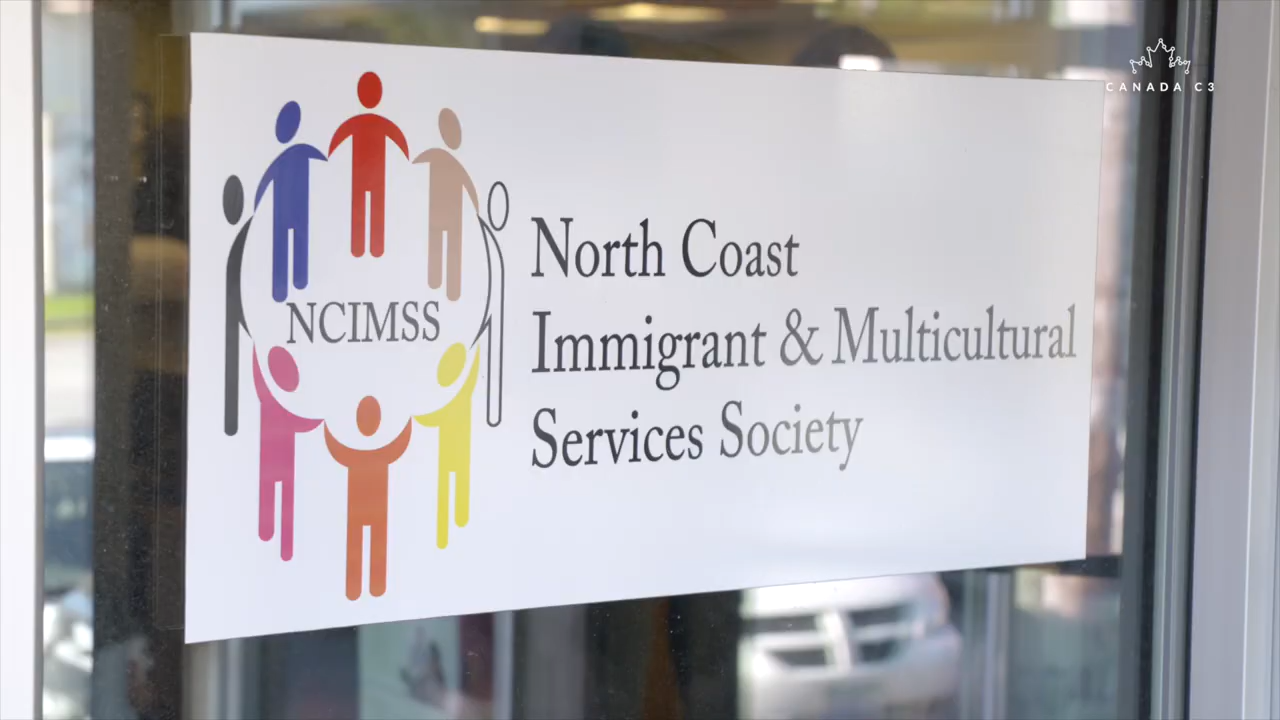 CANADA C3
NCIMSS
North Coast
Immigrant & Multicultural
Services Society